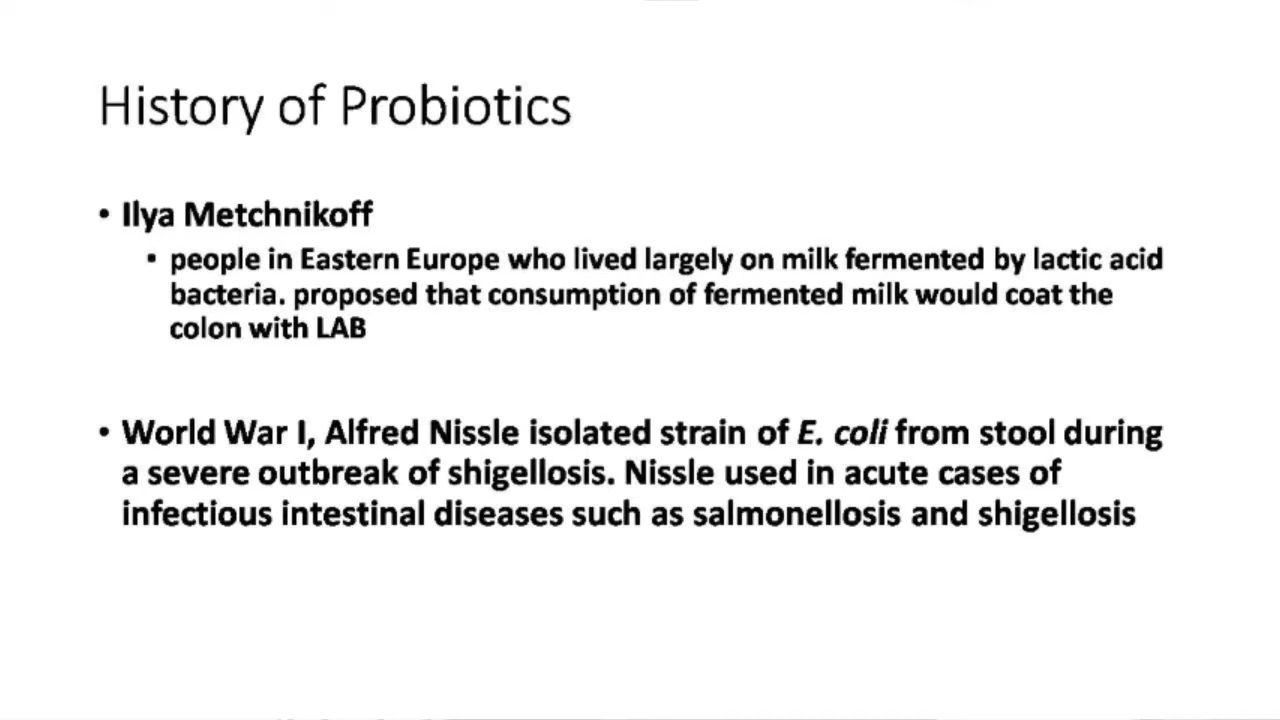 History of Probiotics
• Ilya Metchnikoff
• people in Eastern Europe who lived largely on milk fermented by lactic acid
bacteria. proposed that consumption of fermented milk would coat the
colon with LAB
• World War I, Alfred Nissle isolated strain of E. coli from stool during
a severe outbreak of shigellosis. Nissle used in acute cases of
infectious intestinal diseases such as salmonellosis and shigellosis